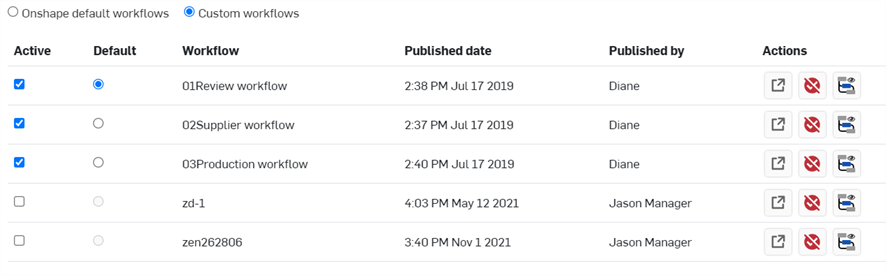 Onshape default workflows Custom workflows
Active Default Workflow Published date Published by Actions
01Review workflow 2:38 PM Jul 17 2019 Diane
02Supplier workflow 2:37 PM Jul 17 2019 Diane
03Production workflow 2:40 PM Jul 17 2019 Diane
zd-1 4:03 PM May 12 2021 Jason Manager
zen262806 3:40 PM Nov 1 2021 Jason Manager